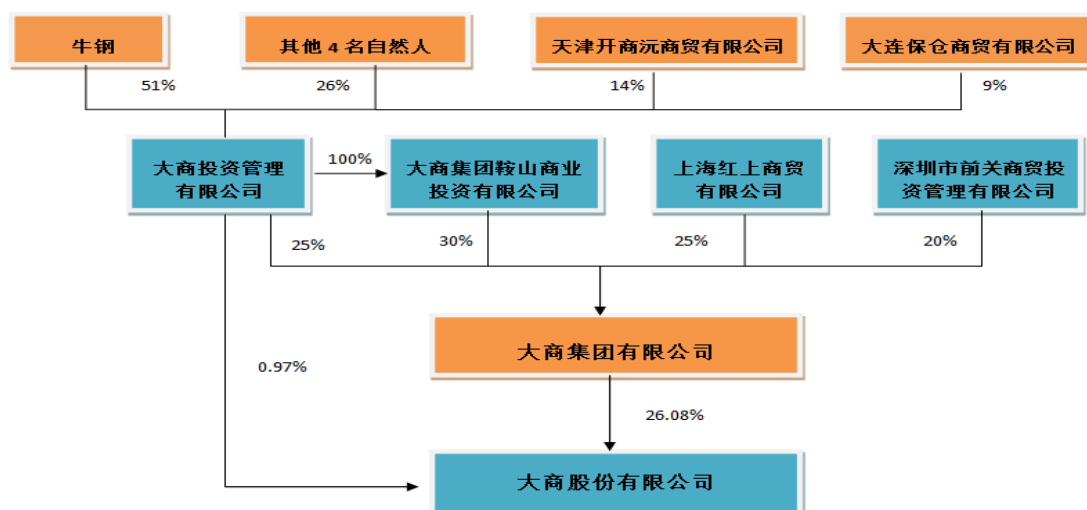 牛钢
其他 4 名自然人
天津开商沅商贸有限公司
大连保仓商贸有限公司
51%
26%
14%
9%
大商投资管理
有限公司
100%
大商集团鞍山商业
投资有限公司
上海红上商贸
有限公司
深圳市前关商贸投
资管理有限公司
25%
30%
25%
20%
大商集团有限公司
0.97%
26.08%
大商股份有限公司